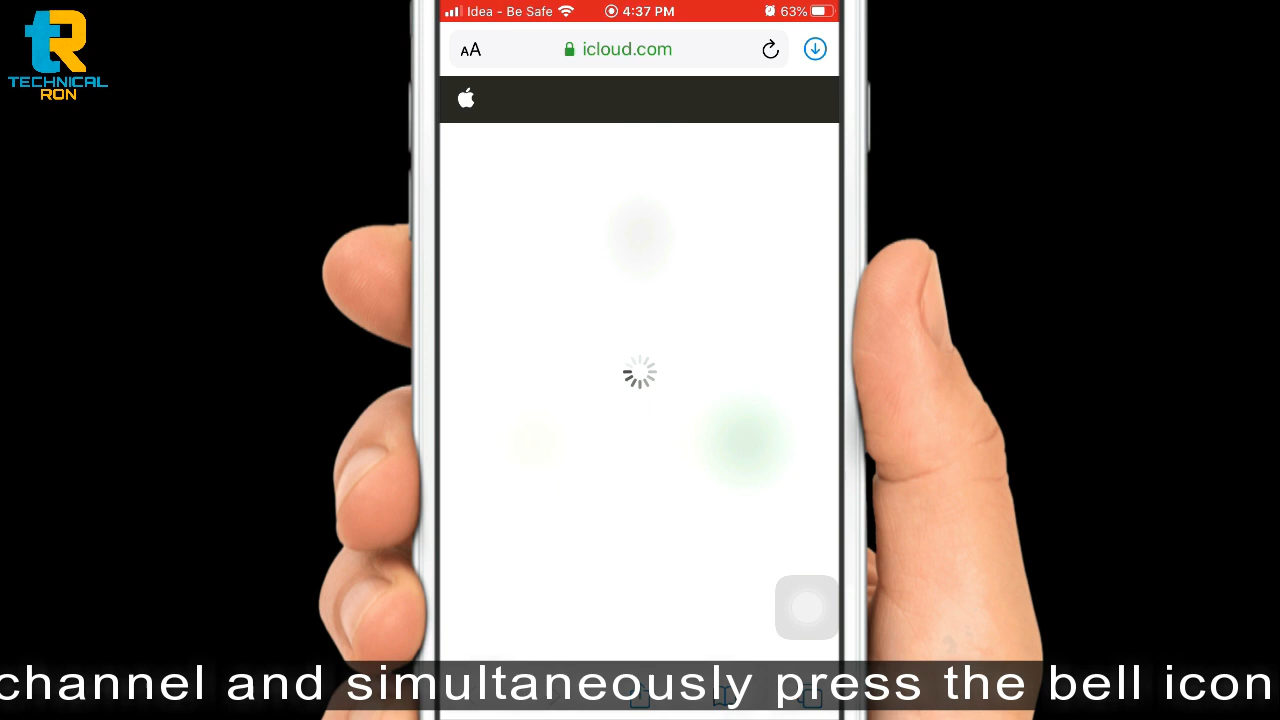 Idea - Be Safe 4:37 PM 63%
AA icloud.com
tR
TECHNICAL
RON
channel and simultaneously press the bell icon